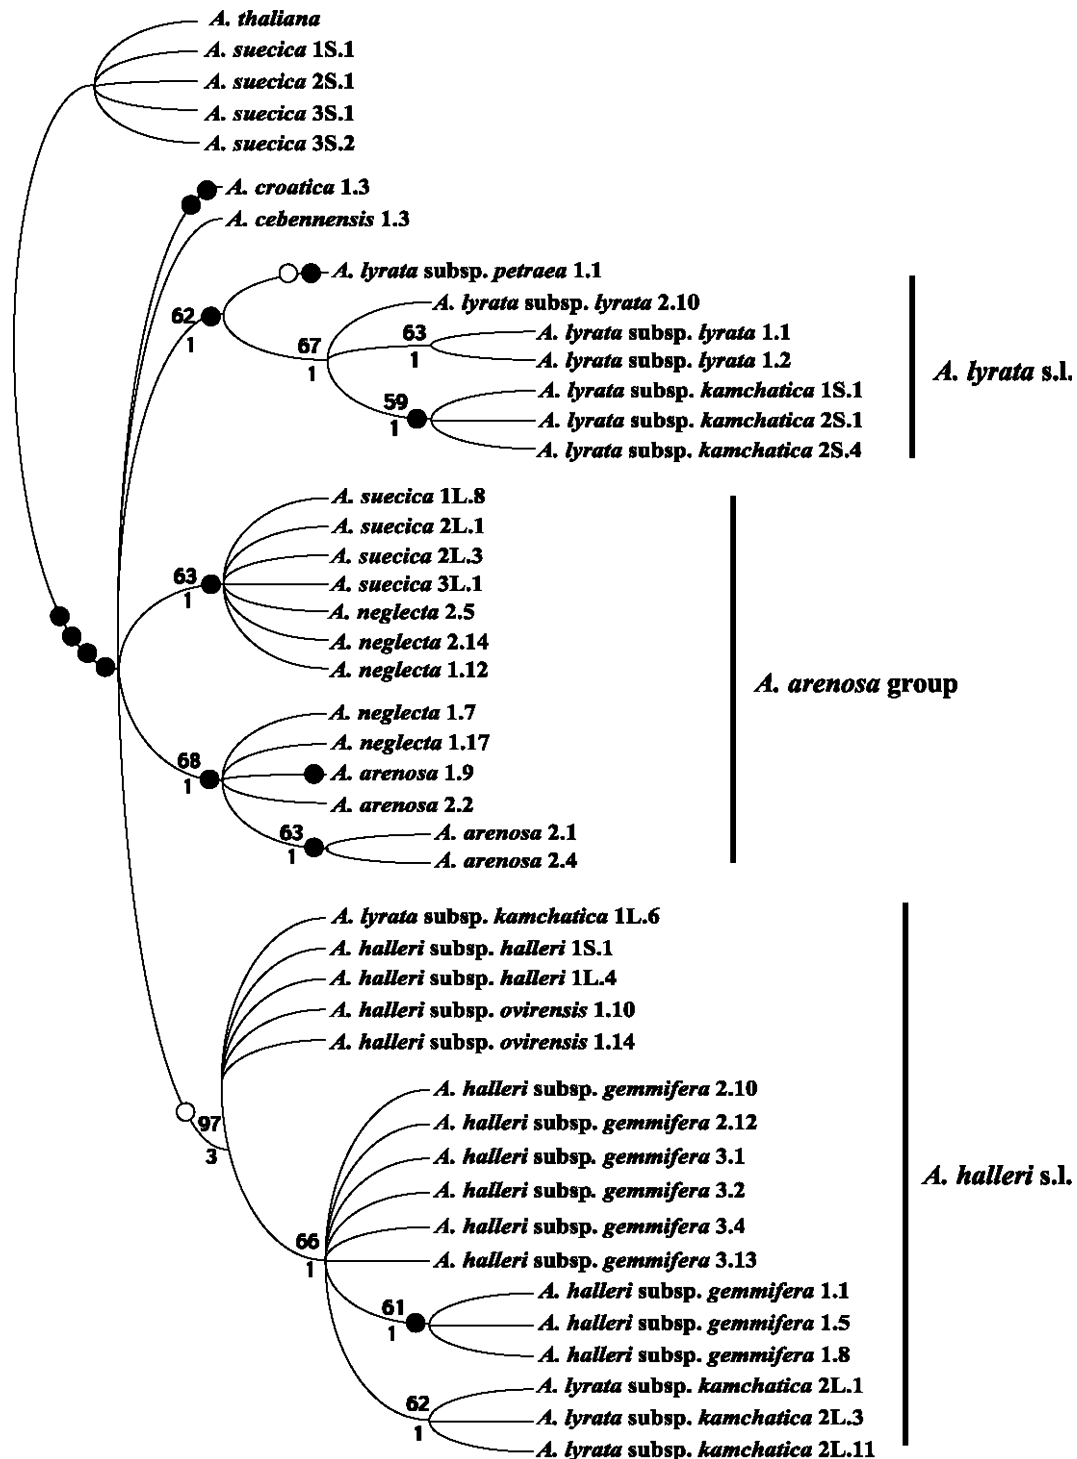 A. thaliana
A. suecica 1S.1
A. suecica 2S.1
A. suecica 3S.1
A. suecica 3S.2
A. croatica 1.3
A. cebennensis 1.3
A. lyrata subsp. petraea 1.1
A. lyrata subsp. lyrata 2.10
62
1
67
1
63
1
A. lyrata subsp. lyrata 1.1
A. lyrata subsp. lyrata 1.2
A. lyrata s.l.
59
1
A. lyrata subsp. kamchatica 1S.1
A. lyrata subsp. kamchatica 2S.1
A. lyrata subsp. kamchatica 2S.4
A. suecica 1L.8
A. suecica 2L.1
A. suecica 2L.3
63
1
A. suecica 3L.1
A. neglecta 2.5
A. neglecta 2.14
A. neglecta 1.12
A. arenosa group
A. neglecta 1.7
A. neglecta 1.17
68
1
A. arenosa 1.9
A. arenosa 2.2
63
1
A. arenosa 2.1
A. arenosa 2.4
A. lyrata subsp. kamchatica 1L.6
A. halleri subsp. halleri 1S.1
A. halleri subsp. halleri 1L.4
A. halleri subsp. ovirensis 1.10
A. halleri subsp. ovirensis 1.14
97
3
A. halleri subsp. gemmifera 2.10
A. halleri subsp. gemmifera 2.12
A. halleri subsp. gemmifera 3.1
A. halleri s.l.
A. halleri subsp. gemmifera 3.2
A. halleri subsp. gemmifera 3.4
66
1
A. halleri subsp. gemmifera 3.13
61
1
A. halleri subsp. gemmifera 1.1
A. halleri subsp. gemmifera 1.5
A. halleri subsp. gemmifera 1.8
62
1
A. lyrata subsp. kamchatica 2L.1
A. lyrata subsp. kamchatica 2L.3
A. lyrata subsp. kamchatica 2L.11